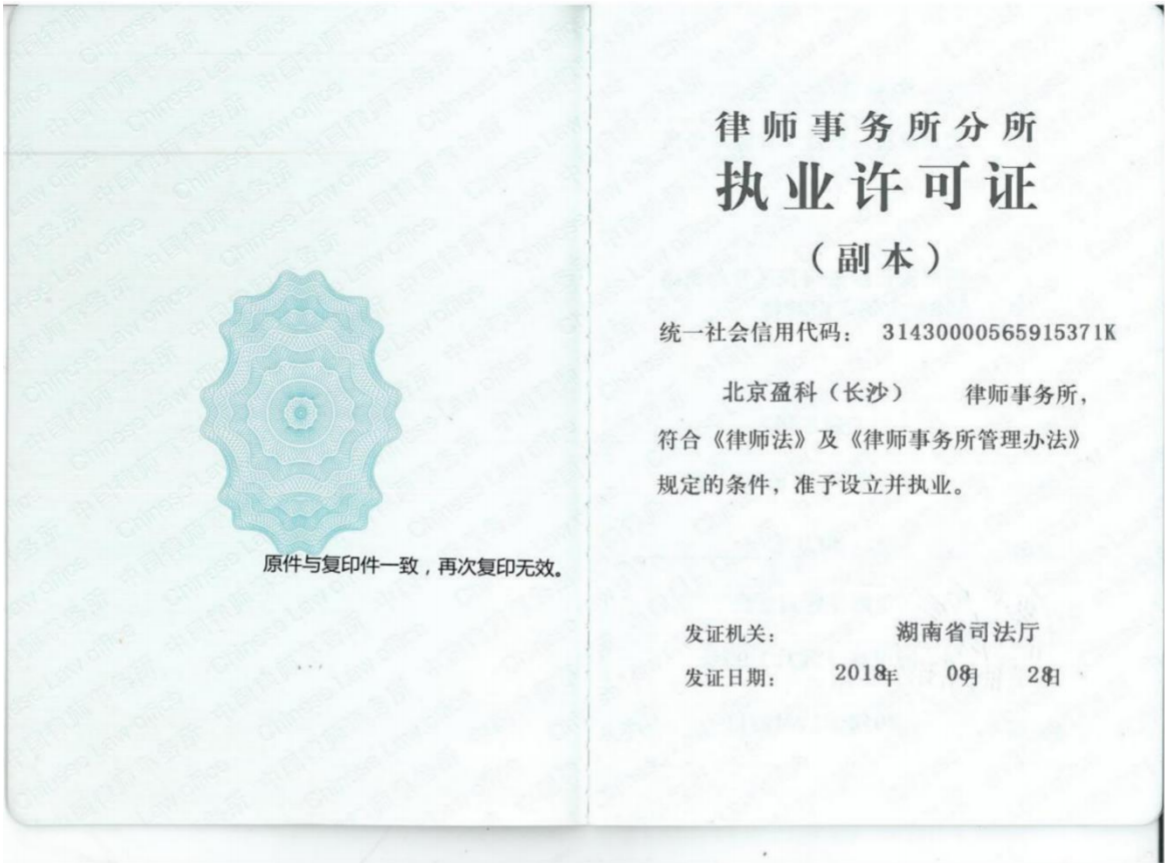 律师事务所分所
执业许可证
（副本）
统一社会信用代码： 31430000565915371K
北京盈科（长沙） 律师事务所，
符合《律师法》及《律师事务所管理办法》
规定的条件，准予设立并执业。
原件与复印件一致，再次复印无效。
发证机关： 湖南省司法厅
发证日期： 2018年 08月 28日